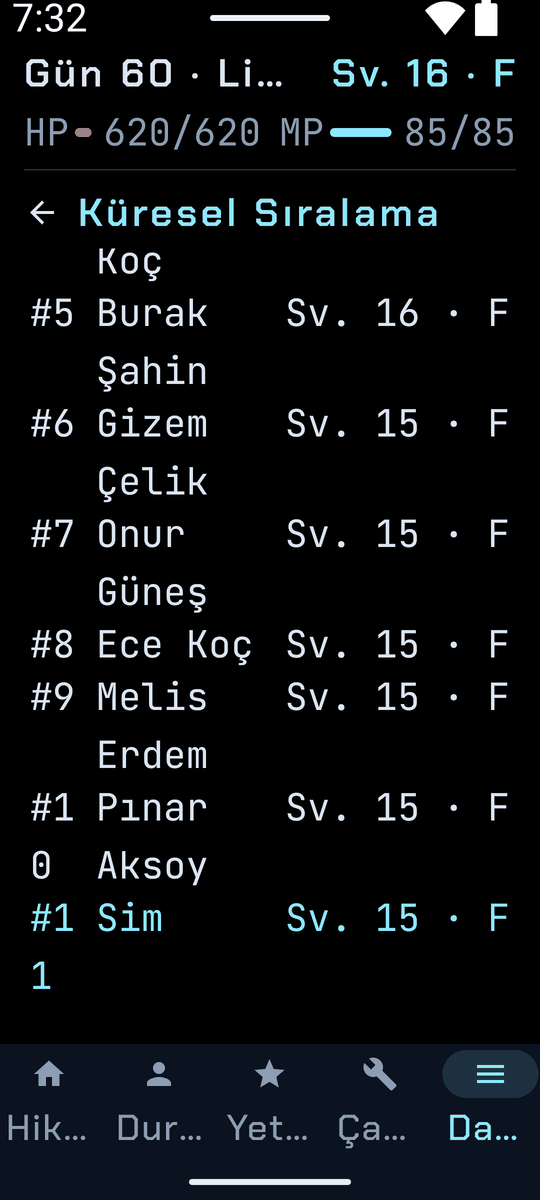 7:32
Gün 60 · Li... Sv. 16 · F
HP 620/620 MP 85/85
← Küresel Sıralama
Koç
#5 Burak Sv. 16 · F
Şahin
#6 Gizem Sv. 15 · F
Çelik
#7 Onur Sv. 15 · F
Güneş
#8 Ece Koç Sv. 15 · F
#9 Melis Sv. 15 · F
Erdem
#1 Pınar Sv. 15 · F
0 Aksoy
#1 Sim Sv. 15 · F
1
Hik... Dur... Yet... Ça... Da...